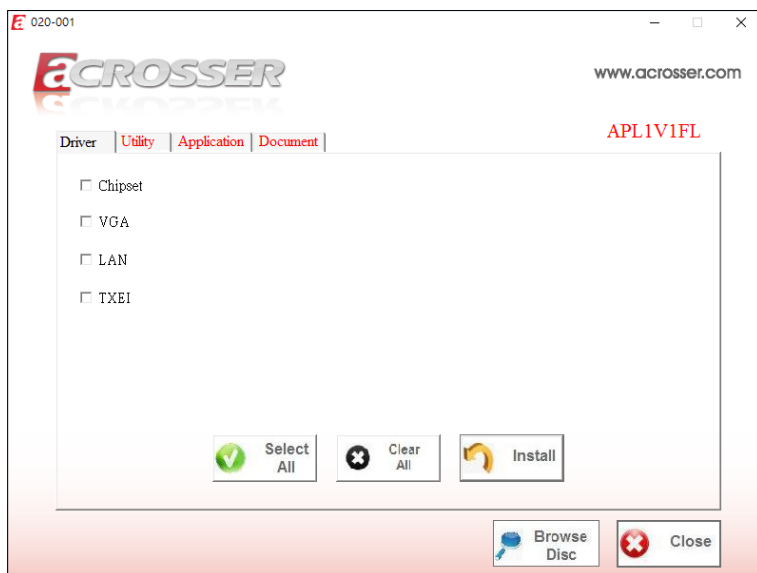 020-001
aCROSSER
www.acrosser.com
APL1V1FL
Driver Utility Application Document
Chipset
VGA
LAN
TXEI
Select All
Clear All
Install
Browse Disc
Close